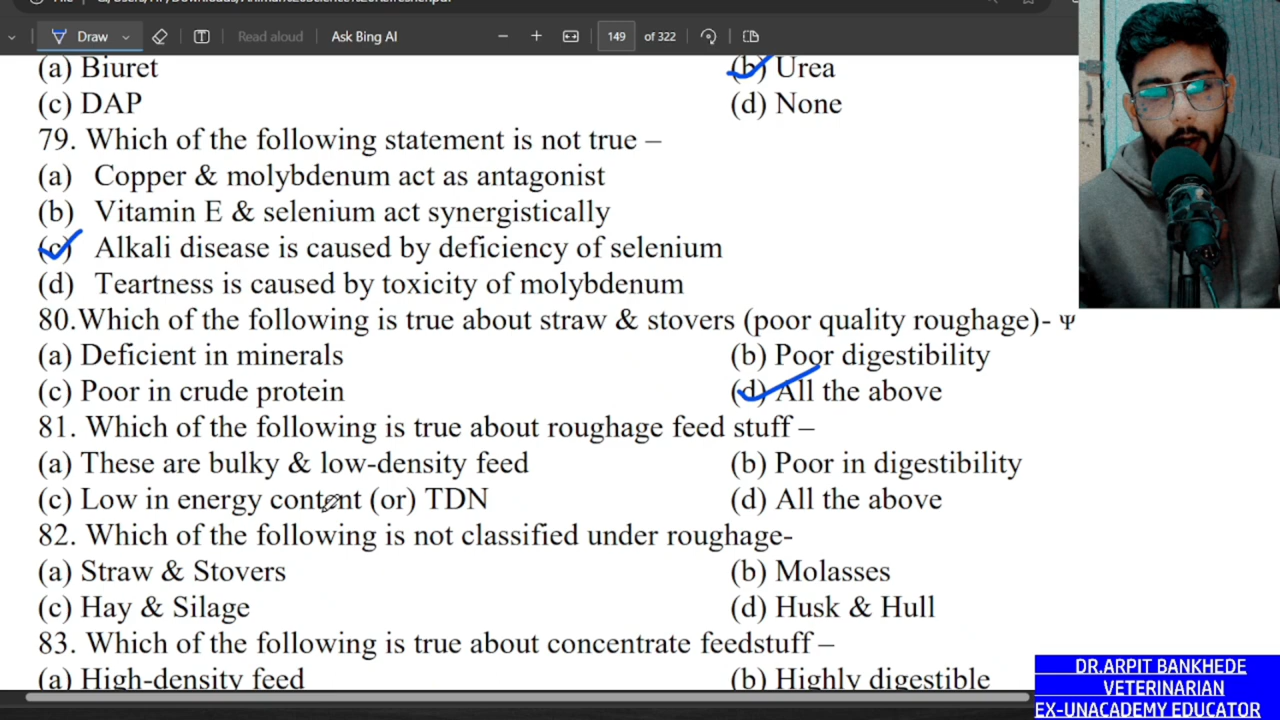 Draw
Read aloud
Ask Bing AI
149
of 322
(a) Biuret
(b) Urea
(c) DAP
(d) None
79. Which of the following statement is not true –
(a) Copper & molybdenum act as antagonist
(b) Vitamin E & selenium act synergistically
(c) Alkali disease is caused by deficiency of selenium
(d) Teartness is caused by toxicity of molybdenum
80.Which of the following is true about straw & stovers (poor quality roughage)- Ψ
(a) Deficient in minerals
(b) Poor digestibility
(c) Poor in crude protein
(d) All the above
81. Which of the following is true about roughage feed stuff –
(a) These are bulky & low-density feed
(b) Poor in digestibility
(c) Low in energy content (or) TDN
(d) All the above
82. Which of the following is not classified under roughage-
(a) Straw & Stovers
(b) Molasses
(c) Hay & Silage
(d) Husk & Hull
83. Which of the following is true about concentrate feedstuff –
(a) High-density feed
(b) Highly digestible
DR.ARPIT BANKHEDE
VETERINARIAN
EX-UNACADEMY EDUCATOR